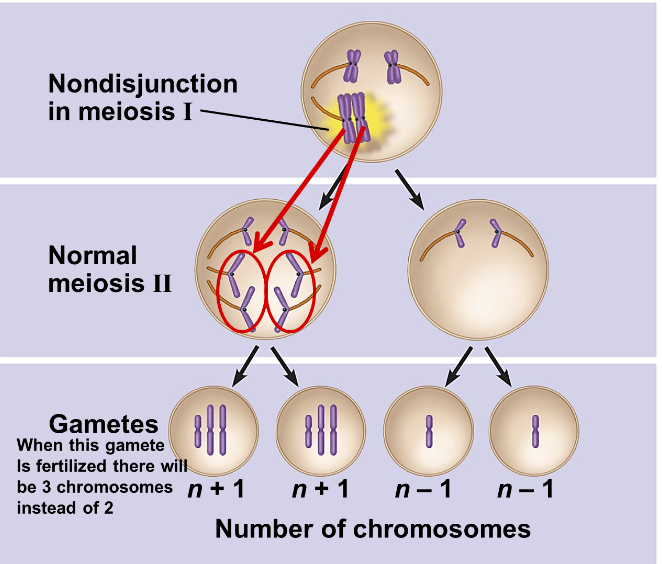 Nondisjunction
in meiosis I
Normal
meiosis II
Gametes
When this gamete
Is fertilized there will
be 3 chromosomes
instead of 2
n + 1
n + 1
n – 1
n – 1
Number of chromosomes